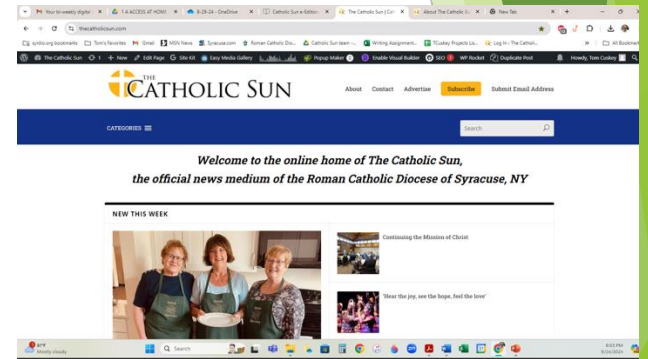 Your bi-weekly digital
1 A ACCESS AT HOME
8-28-24 - OneDrive
Catholic Sun e-Edition
The Catholic Sun | Cat
About The Catholic Su
New Tab
thecatholicsun.com
syrdio.org bookmarks
Tom's favorites
Gmail
MSN News
Syracuse.com
Roman Catholic Dio...
Catholic Sun team -...
Writing Assignment...
TCuskey Projects Lis...
Log In ‹ The Catholi...
All Bookmarks
The Catholic Sun
1
+ New
Edit Page
Site Kit
Easy Media Gallery
Popup Maker
Enable Visual Builder
SEO
WP Rocket
Duplicate Post
Howdy, Tom Cuskey
THE
CATHOLIC SUN
About
Contact
Advertise
Subscribe
Submit Email Address
CATEGORIES
Search
Welcome to the online home of The Catholic Sun,
the official news medium of the Roman Catholic Diocese of Syracuse, NY
NEW THIS WEEK
Continuing the Mission of Christ
'Hear the joy, see the hope, feel the love'
Mostly cloudy
Search